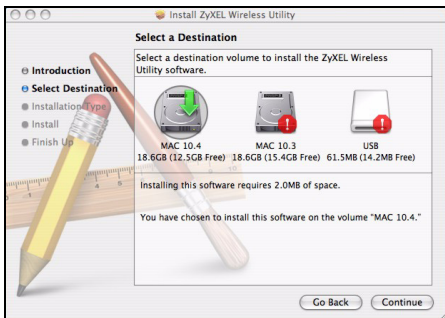 Install ZyXEL Wireless Utility
Select a Destination
Introduction
Select Destination
Installation Type
Install
Finish Up
Select a destination volume to install the ZyXEL Wireless
Utility software.
MAC 10.4
18.6GB (12.5GB Free)
MAC 10.3
18.6GB (15.4GB Free)
USB
61.5MB (14.2MB Free)
Installing this software requires 2.0MB of space.
You have chosen to install this software on the volume "MAC 10.4."
Go Back
Continue